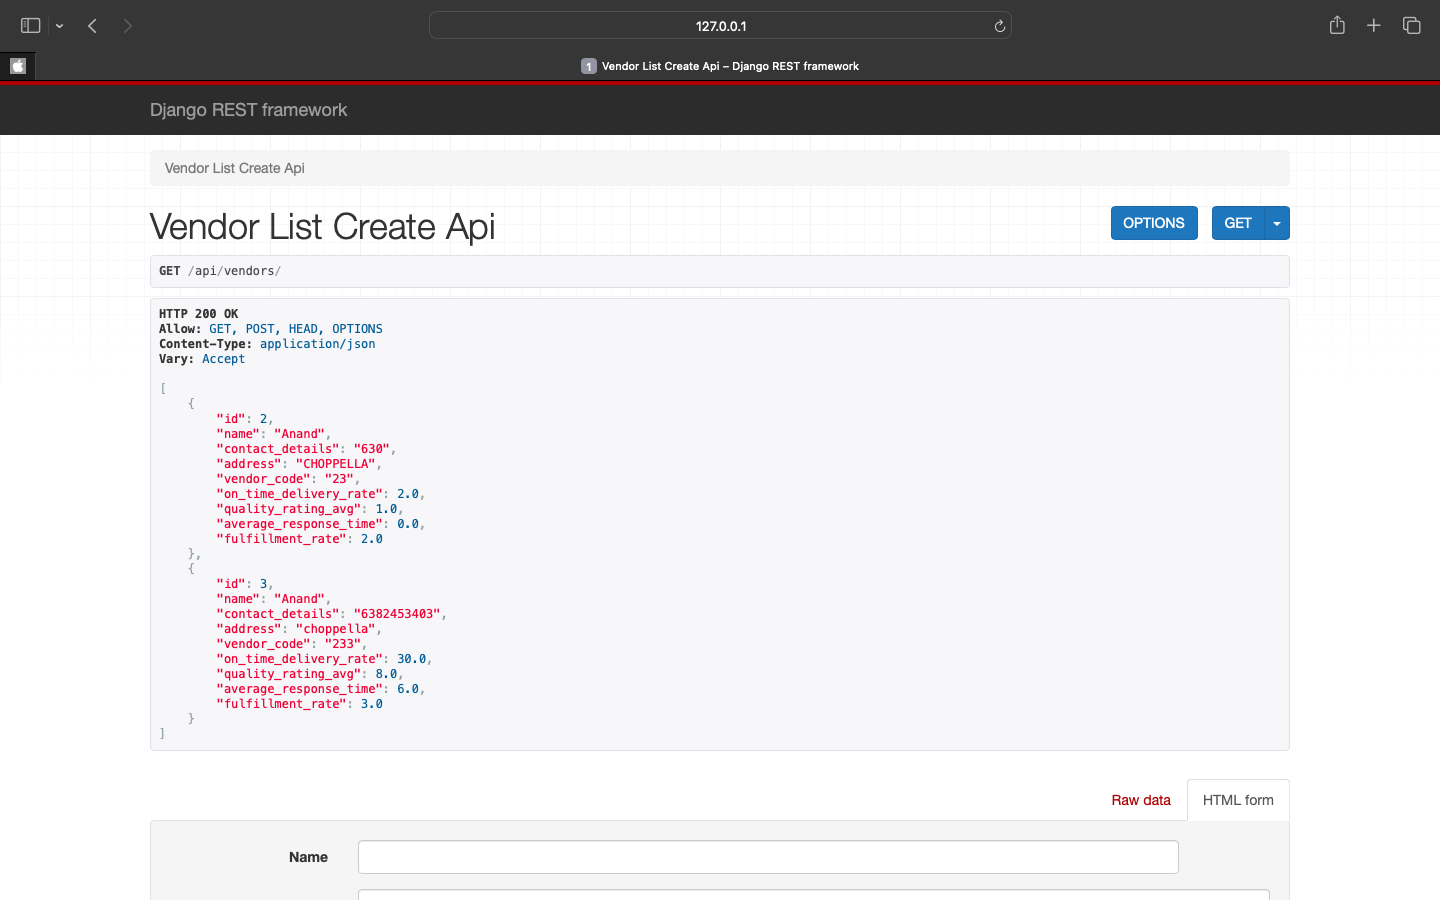 127.0.0.1
1 Vendor List Create Api – Django REST framework
Django REST framework
Vendor List Create Api
Vendor List Create Api
OPTIONS
GET
GET /api/vendors/
HTTP 200 OK
Allow: GET, POST, HEAD, OPTIONS
Content-Type: application/json
Vary: Accept
[
    {
        "id": 2,
        "name": "Anand",
        "contact_details": "630",
        "address": "CHOPPELLA",
        "vendor_code": "23",
        "on_time_delivery_rate": 2.0,
        "quality_rating_avg": 1.0,
        "average_response_time": 0.0,
        "fulfillment_rate": 2.0
    },
    {
        "id": 3,
        "name": "Anand",
        "contact_details": "6382453403",
        "address": "choppella",
        "vendor_code": "233",
        "on_time_delivery_rate": 30.0,
        "quality_rating_avg": 8.0,
        "average_response_time": 6.0,
        "fulfillment_rate": 3.0
    }
]
Raw data
HTML form
Name